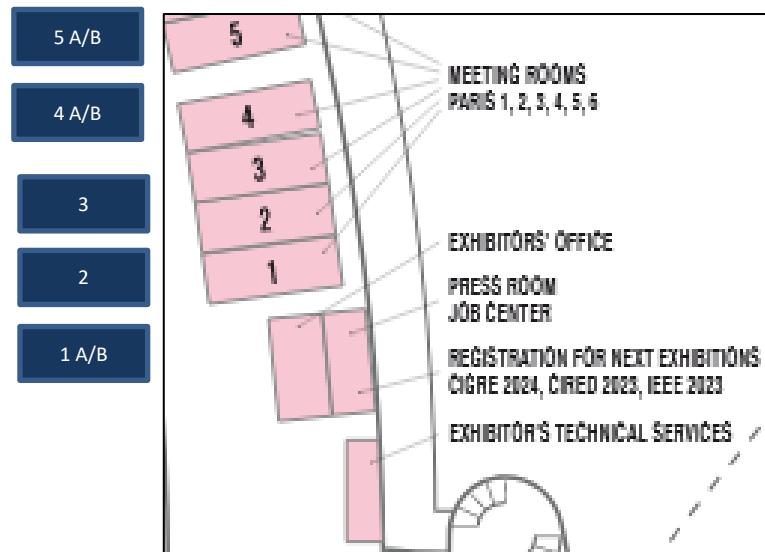 5 A/B
4 A/B
3
2
1 A/B
5
4
3
2
1
MEETING ROOMS
PARIS 1, 2, 3, 4, 5, 6
EXHIBITORS' OFFICE
PRESS ROOM
JOB CENTER
REGISTRATION FOR NEXT EXHIBITIONS
CIGRE 2024, CIRED 2023, IEEE 2023
EXHIBITOR'S TECHNICAL SERVICES